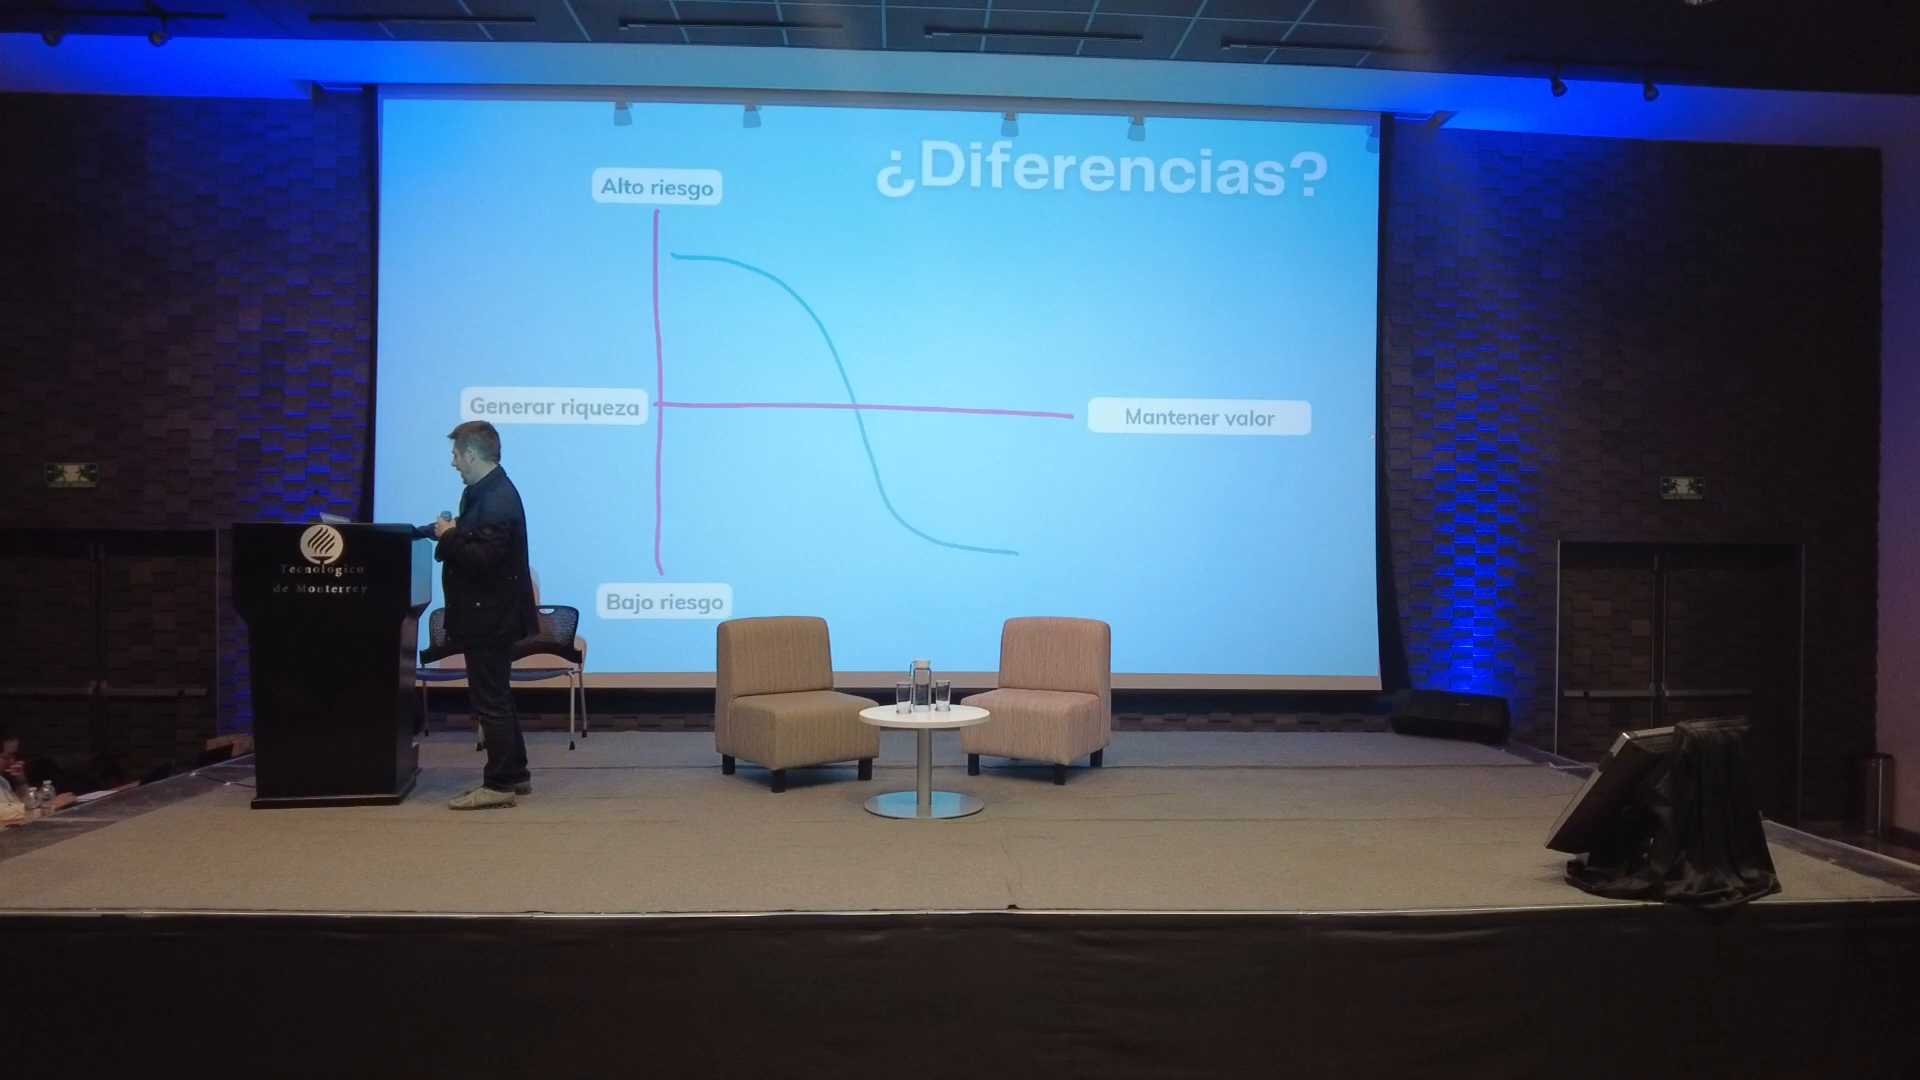 ¿Diferencias?
Alto riesgo
Generar riqueza
Mantener valor
Bajo riesgo
Tecnológico
de Monterrey